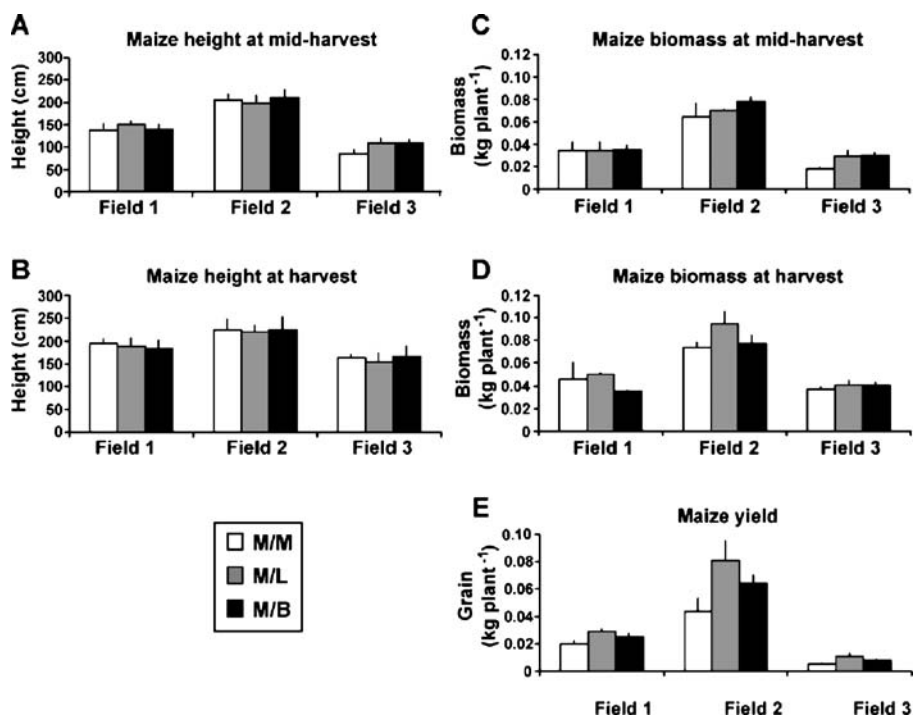 A
Maize height at mid-harvest
Height (cm)
300
250
200
150
100
50
0
Field 1 Field 2 Field 3
B
Maize height at harvest
Height (cm)
300
250
200
150
100
50
0
Field 1 Field 2 Field 3
M/M
M/L
M/B
C
Maize biomass at mid-harvest
Biomass
(kg plant⁻¹)
0.12
0.10
0.08
0.06
0.04
0.02
0
Field 1 Field 2 Field 3
D
Maize biomass at harvest
Biomass
(kg plant⁻¹)
0.12
0.10
0.08
0.06
0.04
0.02
0
Field 1 Field 2 Field 3
E
Maize yield
Grain
(kg plant⁻¹)
0.10
0.08
0.06
0.04
0.02
0
Field 1 Field 2 Field 3